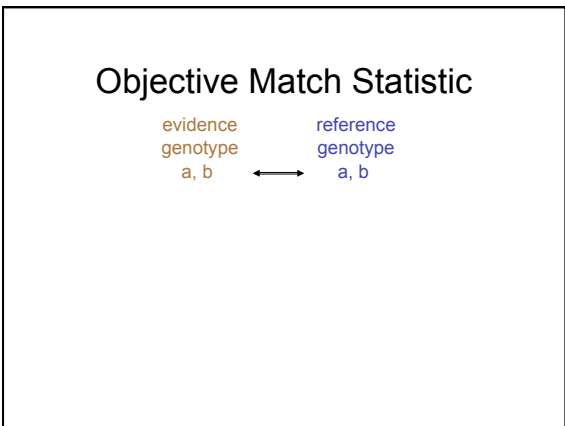 Objective Match Statistic
evidence
genotype
a, b
reference
genotype
a, b